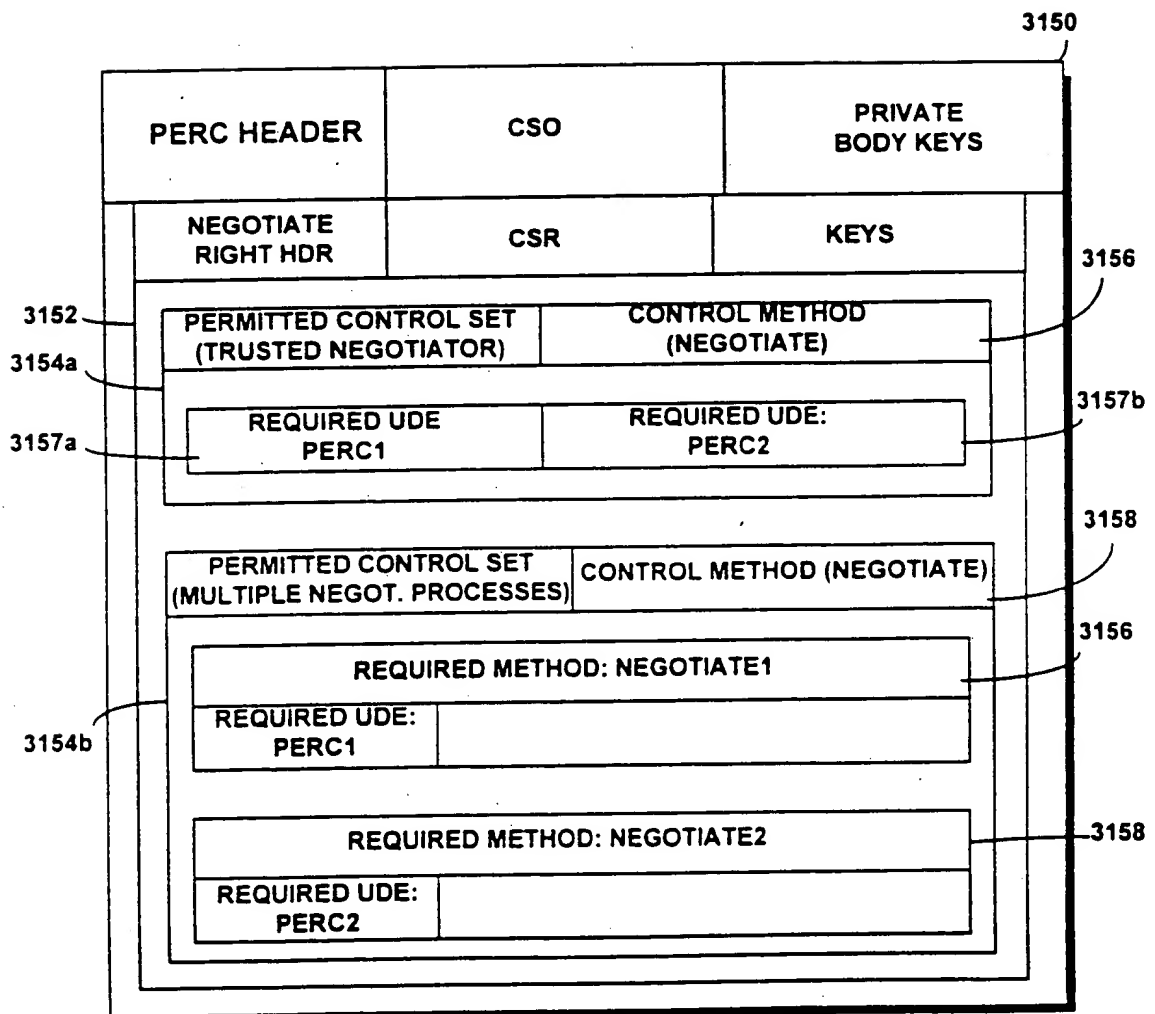 3150
PERC HEADER
CSO
PRIVATE
BODY KEYS
NEGOTIATE
RIGHT HDR
CSR
KEYS
3156
3152
PERMITTED CONTROL SET
(TRUSTED NEGOTIATOR)
CONTROL METHOD
(NEGOTIATE)
3154a
3157a
REQUIRED UDE
PERC1
REQUIRED UDE:
PERC2
3157b
3158
PERMITTED CONTROL SET
(MULTIPLE NEGOT. PROCESSES)
CONTROL METHOD (NEGOTIATE)
3156
REQUIRED METHOD: NEGOTIATE1
REQUIRED UDE:
PERC1
3154b
REQUIRED METHOD: NEGOTIATE2
3158
REQUIRED UDE:
PERC2